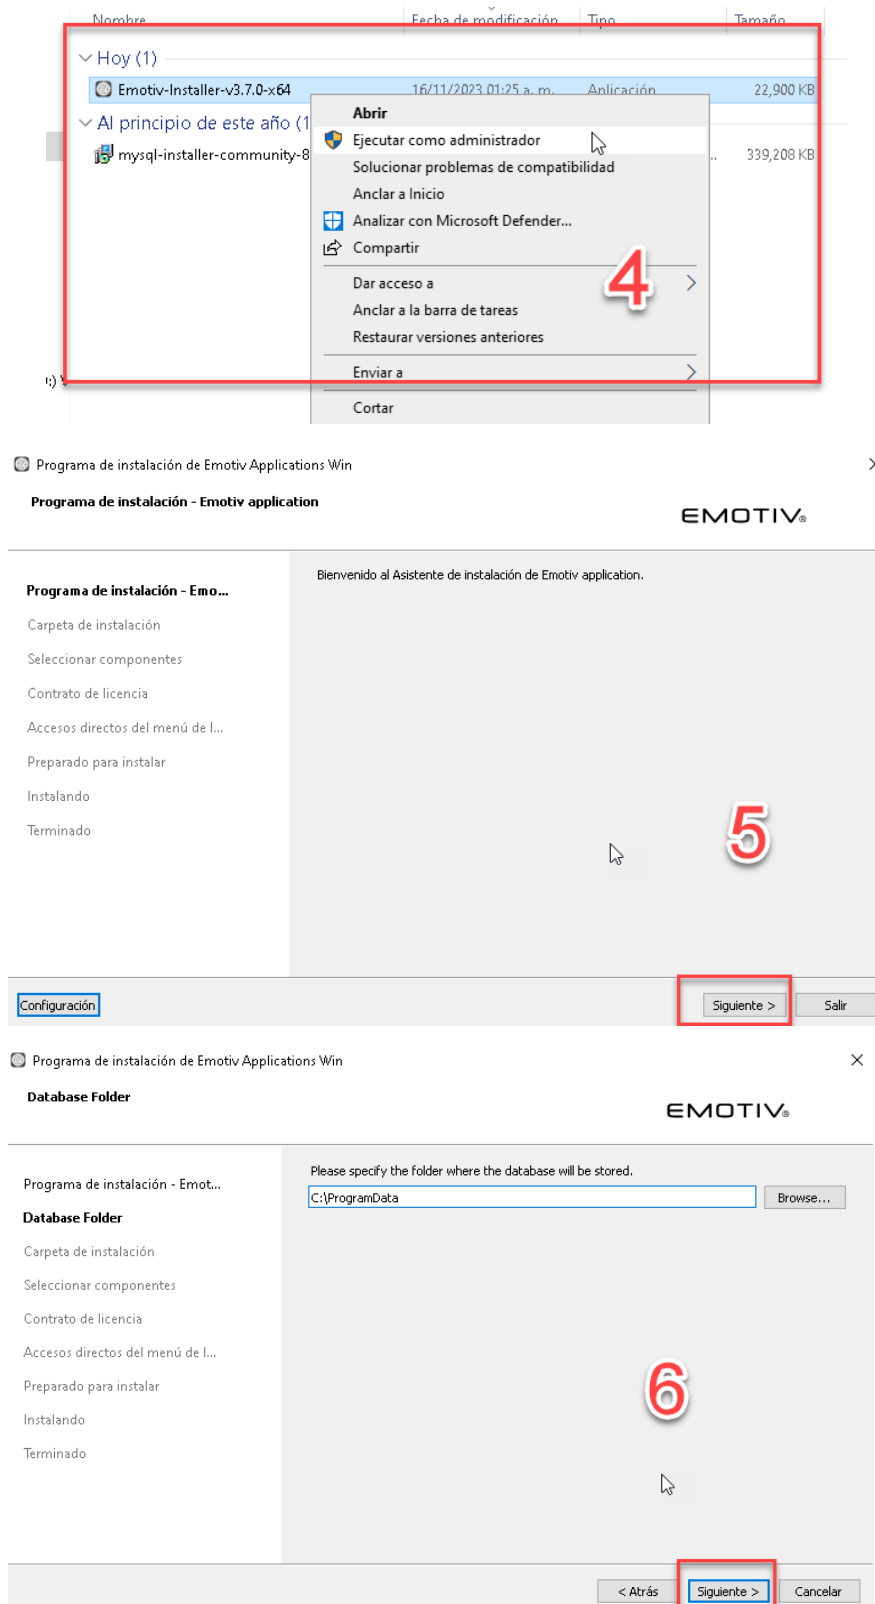 Nombre Fecha de modificación Tipo Tamaño
Hoy (1)
Emotiv-Installer-v3.7.0-x64 16/11/2023 01:25 a. m. Aplicación 22,900 KB
Al principio de este año (1
mysql-installer-community-8 .. 339,208 KB
Abrir
Ejecutar como administrador
Solucionar problemas de compatibilidad
Anclar a Inicio
Analizar con Microsoft Defender...
Compartir
Dar acceso a
4
Anclar a la barra de tareas
Restaurar versiones anteriores
Enviar a
Cortar
Programa de instalación de Emotiv Applications Win
Programa de instalación - Emotiv application
EMOTIV®
Bienvenido al Asistente de instalación de Emotiv application.
Programa de instalación - Emo...
Carpeta de instalación
Seleccionar componentes
Contrato de licencia
Accesos directos del menú de I...
Preparado para instalar
Instalando
Terminado
5
Configuración Siguiente > Salir
Programa de instalación de Emotiv Applications Win
Database Folder
EMOTIV®
Please specify the folder where the database will be stored.
C:\ProgramData Browse...
Programa de instalación - Emot...
Database Folder
Carpeta de instalación
Seleccionar componentes
Contrato de licencia
Accesos directos del menú de I...
Preparado para instalar
Instalando
Terminado
6
< Atrás Siguiente > Cancelar